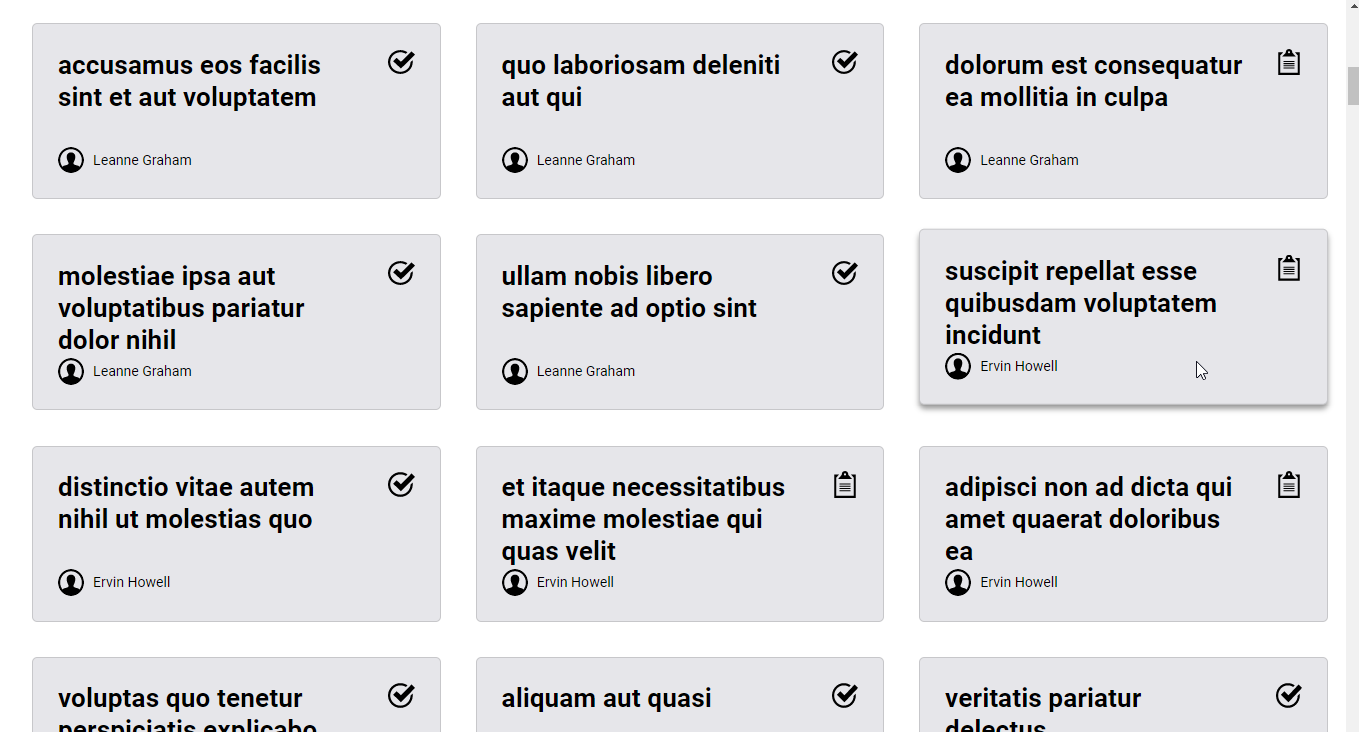 accusamus eos facilis
sint et aut voluptatem
Leanne Graham
quo laboriosam deleniti
aut qui
Leanne Graham
dolorum est consequatur
ea mollitia in culpa
Leanne Graham
molestiae ipsa aut
voluptatibus pariatur
dolor nihil
Leanne Graham
ullam nobis libero
sapiente ad optio sint
Leanne Graham
suscipit repellat esse
quibusdam voluptatem
incidunt
Ervin Howell
distinctio vitae autem
nihil ut molestias quo
Ervin Howell
et itaque necessitatibus
maxime molestiae qui
quas velit
Ervin Howell
adipisci non ad dicta qui
amet quaerat doloribus
ea
Ervin Howell
voluptas quo tenetur
perspiciatis explicabo
aliquam aut quasi
veritatis pariatur
delectus